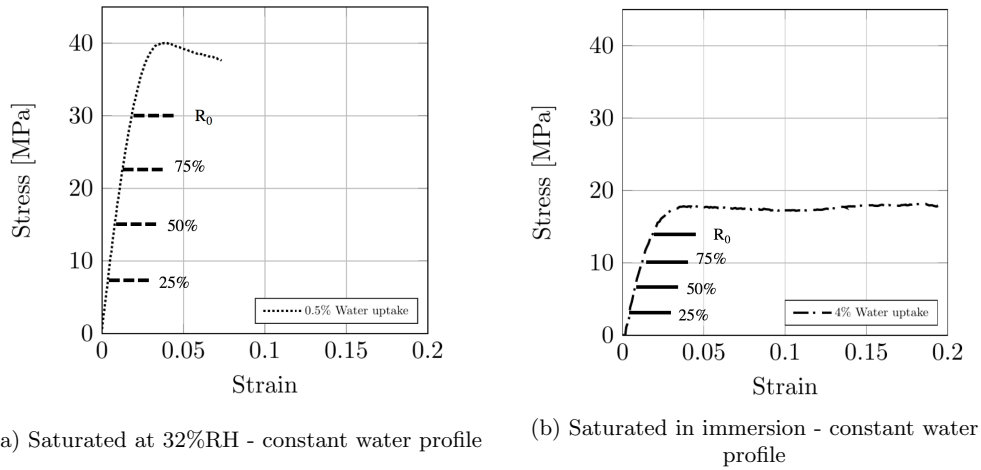 40
30
20
10
0
Stress [MPa]
R0
75%
50%
25%
0.5% Water uptake
0
0.05
0.1
0.15
0.2
Strain
a) Saturated at 32%RH - constant water profile
40
30
20
10
0
Stress [MPa]
R0
75%
50%
25%
4% Water uptake
0
0.05
0.1
0.15
0.2
Strain
(b) Saturated in immersion - constant water
profile